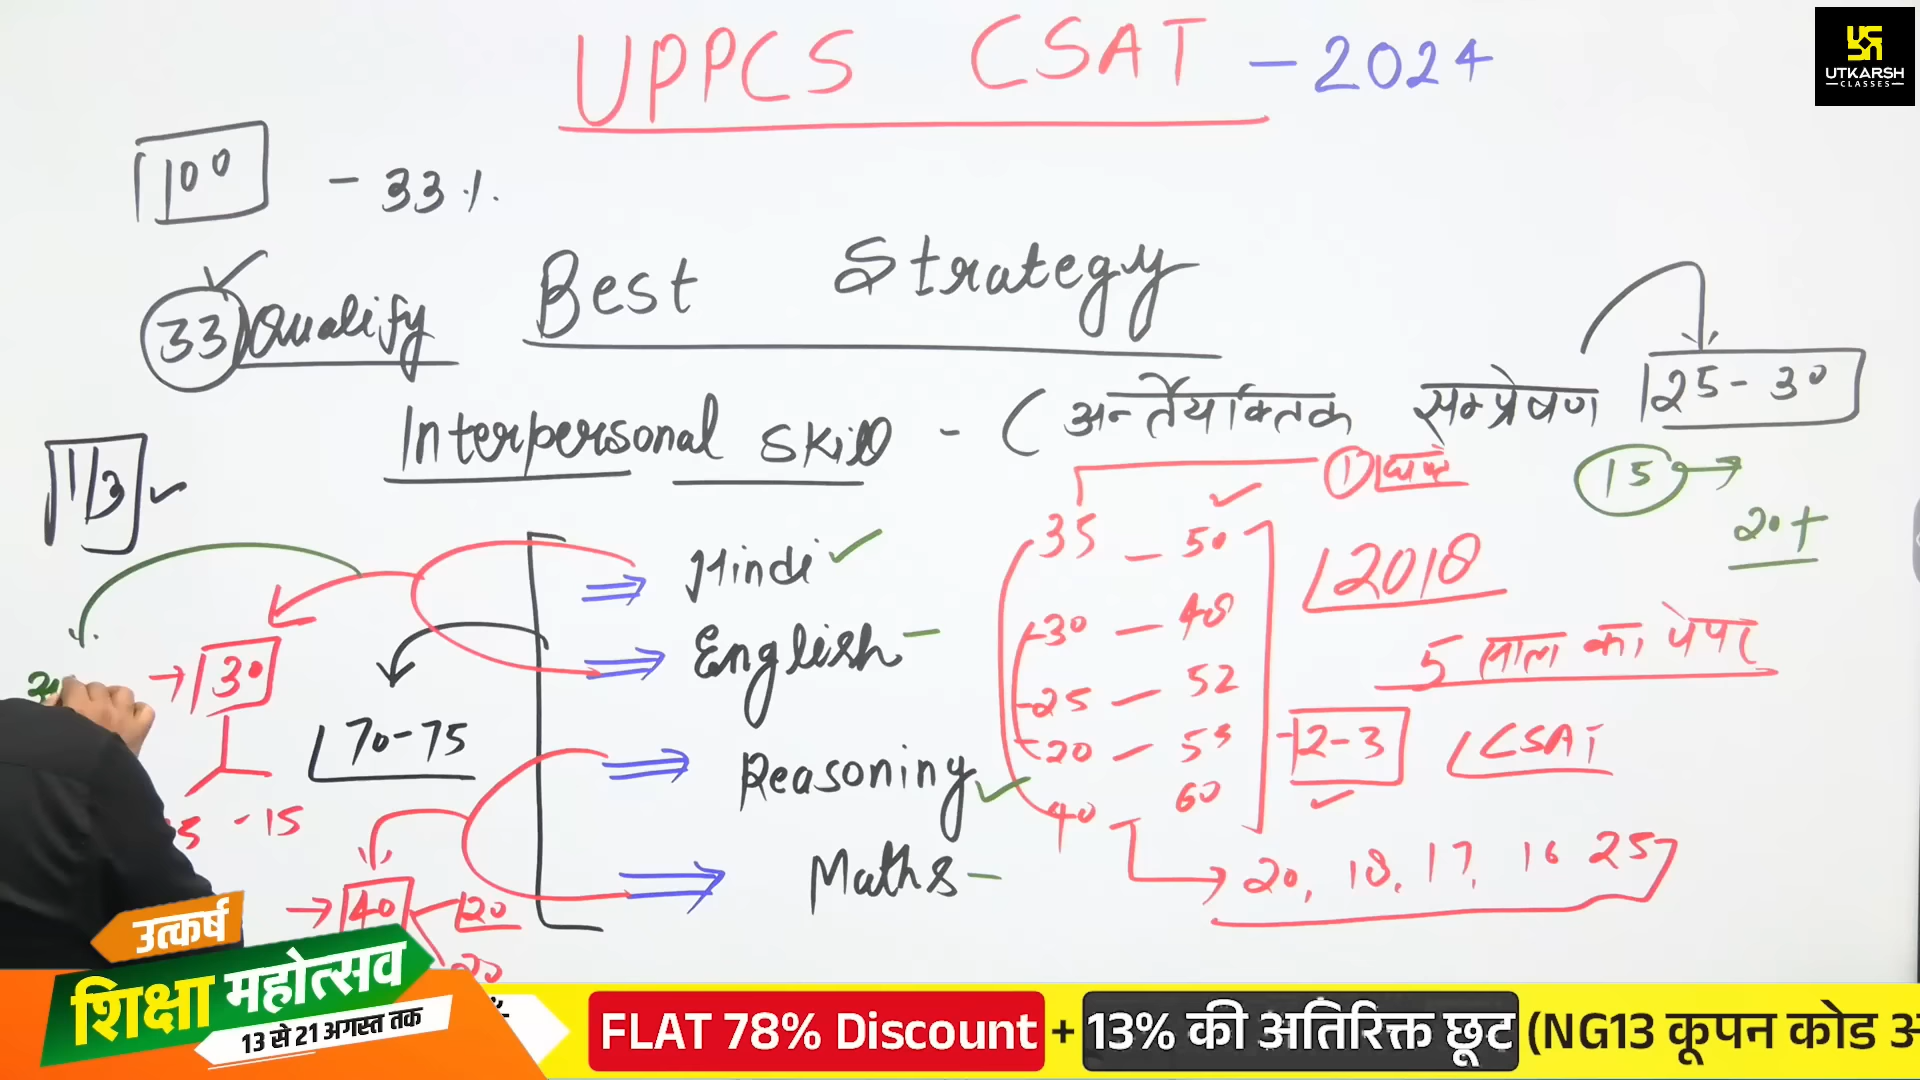 UPPCS CSAT - 2024
UTKARSH
CLASSES
100 - 33%
33 Qualify
Best Strategy
Interpersonal skill - ( अन्तर्वैयक्तिक सम्प्रेषण 25-30
15 → 20+
1/3 ✓
⇒ Hindi ✓
⇒ English -
⇒ Reasoning ✓
⇒ Maths -
→ 30
-15
70-75
→ 40
20
20
35 - 50
30 - 48
25 - 52
20 - 55
40 60
2018
5 साल का पेपर
2-3 CSAT
20, 18, 17, 16 25
उत्कर्ष
शिक्षा महोत्सव
13 से 21 अगस्त तक
FLAT 78% Discount + 13% की अतिरिक्त छूट (NG13 कूपन कोड